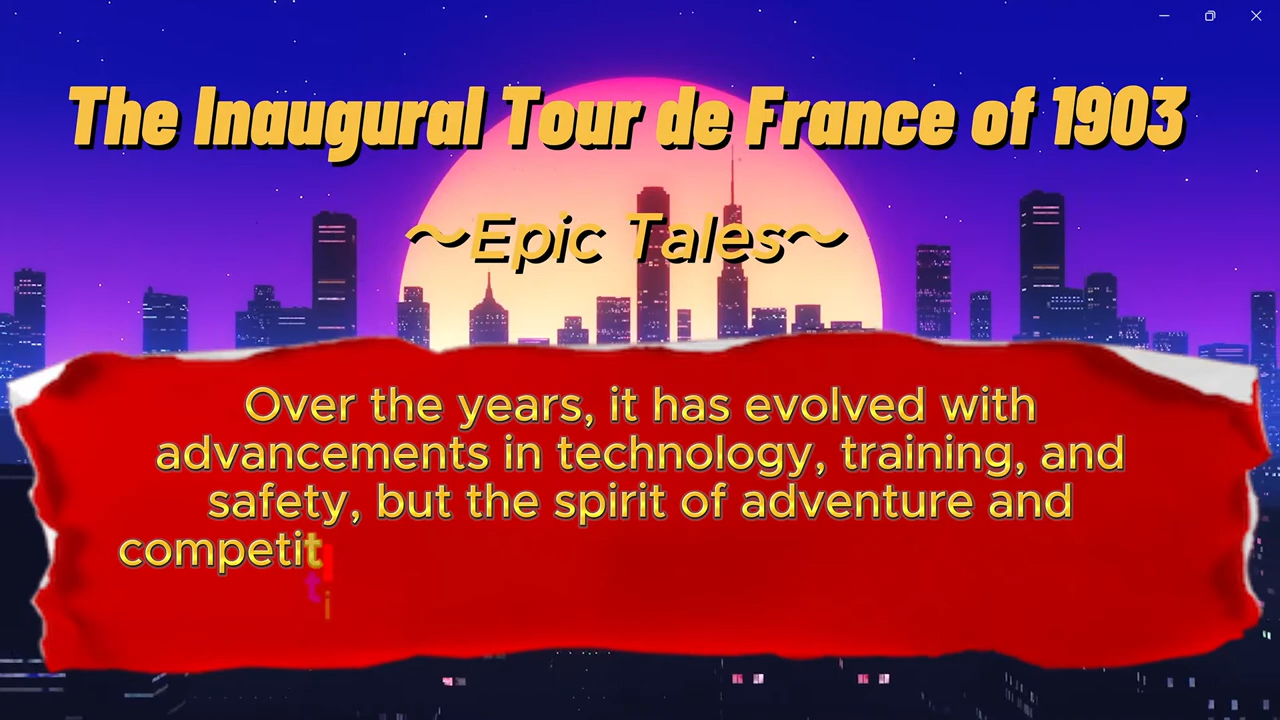 The Inaugural Tour de France of 1903
～Epic Tales～
Over the years, it has evolved with
advancements in technology, training, and
safety, but the spirit of adventure and
competit
t
i